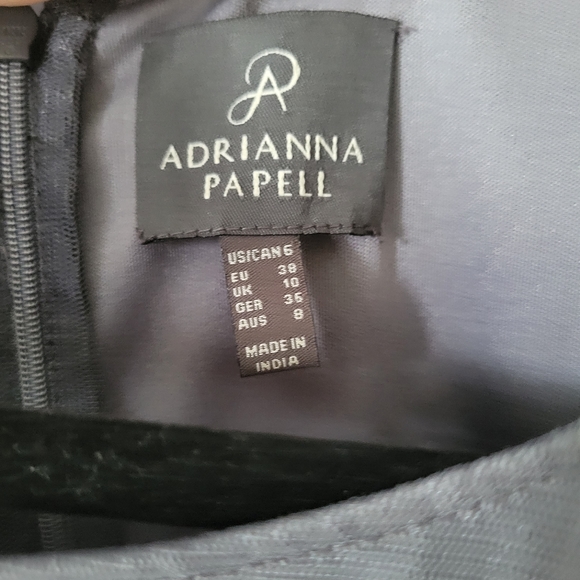 ADRIANNA
PAPELL
US/CAN 6
EU 38
UK 10
GER 36
AUS 8
MADE IN
INDIA